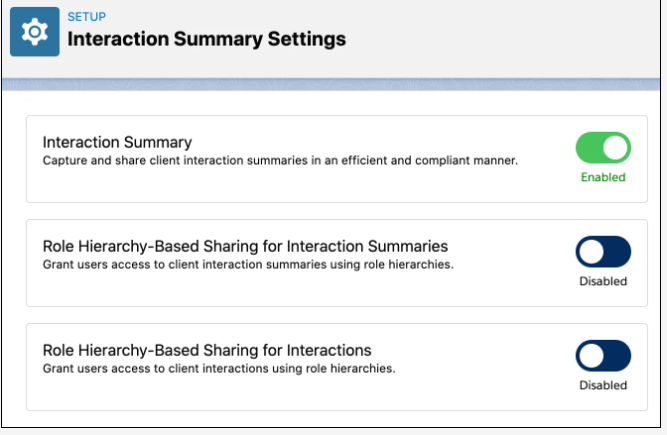 SETUP
Interaction Summary Settings
Interaction Summary
Capture and share client interaction summaries in an efficient and compliant manner.
Enabled
Role Hierarchy-Based Sharing for Interaction Summaries
Grant users access to client interaction summaries using role hierarchies.
Disabled
Role Hierarchy-Based Sharing for Interactions
Grant users access to client interactions using role hierarchies.
Disabled